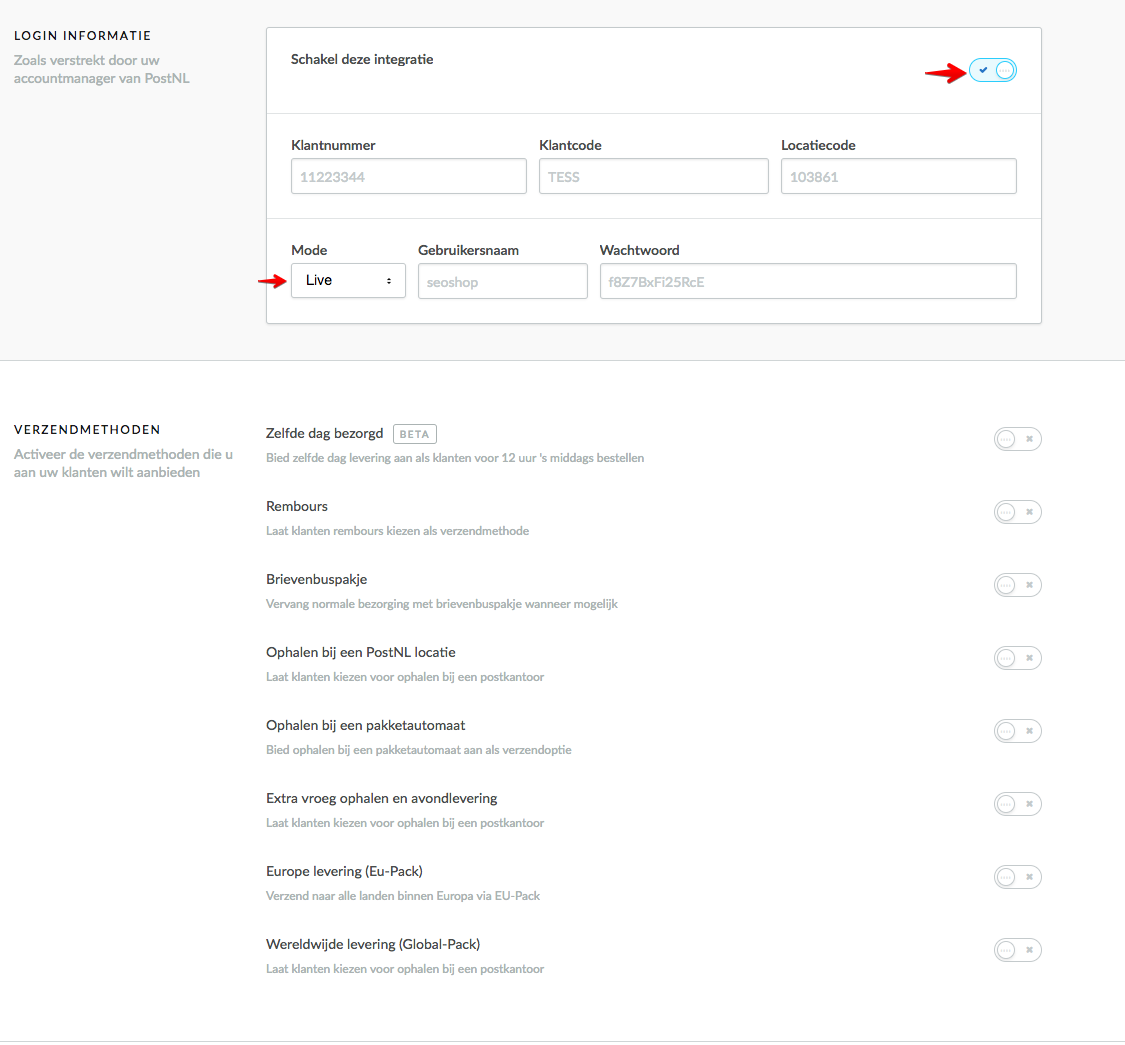 LOGIN INFORMATIE
Zoals verstrekt door uw
accountmanager van PostNL
Schakel deze integratie
Klantnummer Klantcode Locatiecode
11223344 TESS 103861
Mode Gebruikersnaam Wachtwoord
Live seoshop f8Z7BxFi25RcE
VERZENDMETHODEN
Activeer de verzendmethoden die u
aan uw klanten wilt aanbieden
Zelfde dag bezorgd BETA
Bied zelfde dag levering aan als klanten voor 12 uur 's middags bestellen
Rembours
Laat klanten rembours kiezen als verzendmethode
Brievenbuspakje
Vervang normale bezorging met brievenbuspakje wanneer mogelijk
Ophalen bij een PostNL locatie
Laat klanten kiezen voor ophalen bij een postkantoor
Ophalen bij een pakketautomaat
Bied ophalen bij een pakketautomaat aan als verzendoptie
Extra vroeg ophalen en avondlevering
Laat klanten kiezen voor ophalen bij een postkantoor
Europe levering (Eu-Pack)
Verzend naar alle landen binnen Europa via EU-Pack
Wereldwijde levering (Global-Pack)
Laat klanten kiezen voor ophalen bij een postkantoor